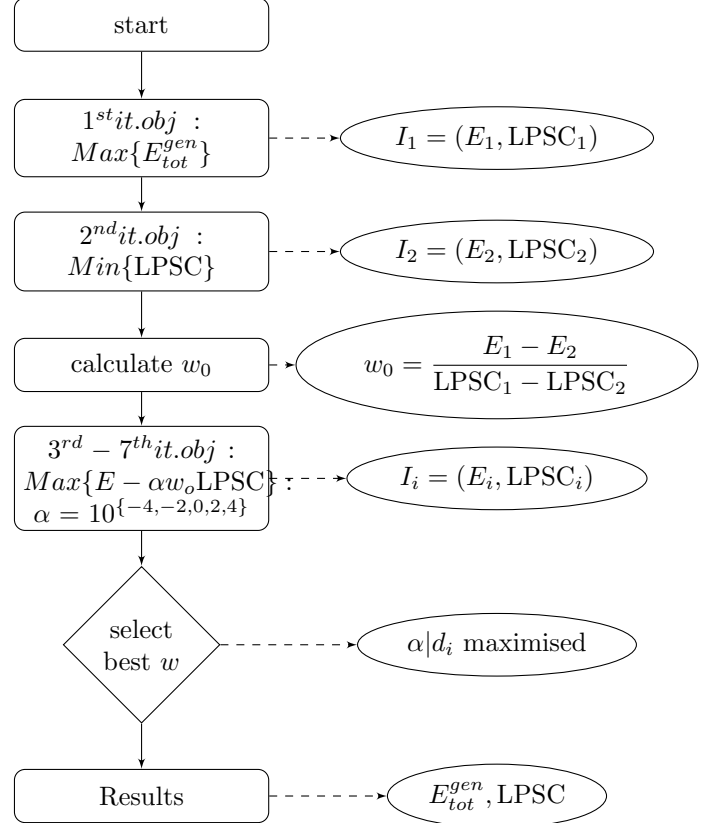 start
1^{st}it.obj :
Max{E_{tot}^{gen}}
I_1 = (E_1, LPSC_1)
2^{nd}it.obj :
Min{LPSC}
I_2 = (E_2, LPSC_2)
calculate w_0
w_0 = \frac{E_1 − E_2}{LPSC_1 − LPSC_2}
3^{rd} − 7^{th}it.obj :
Max{E − αw_oLPSC} :
α = 10^{{−4,−2,0,2,4}}
I_i = (E_i, LPSC_i)
select
best w
α|d_i maximised
Results
E_{tot}^{gen}, LPSC